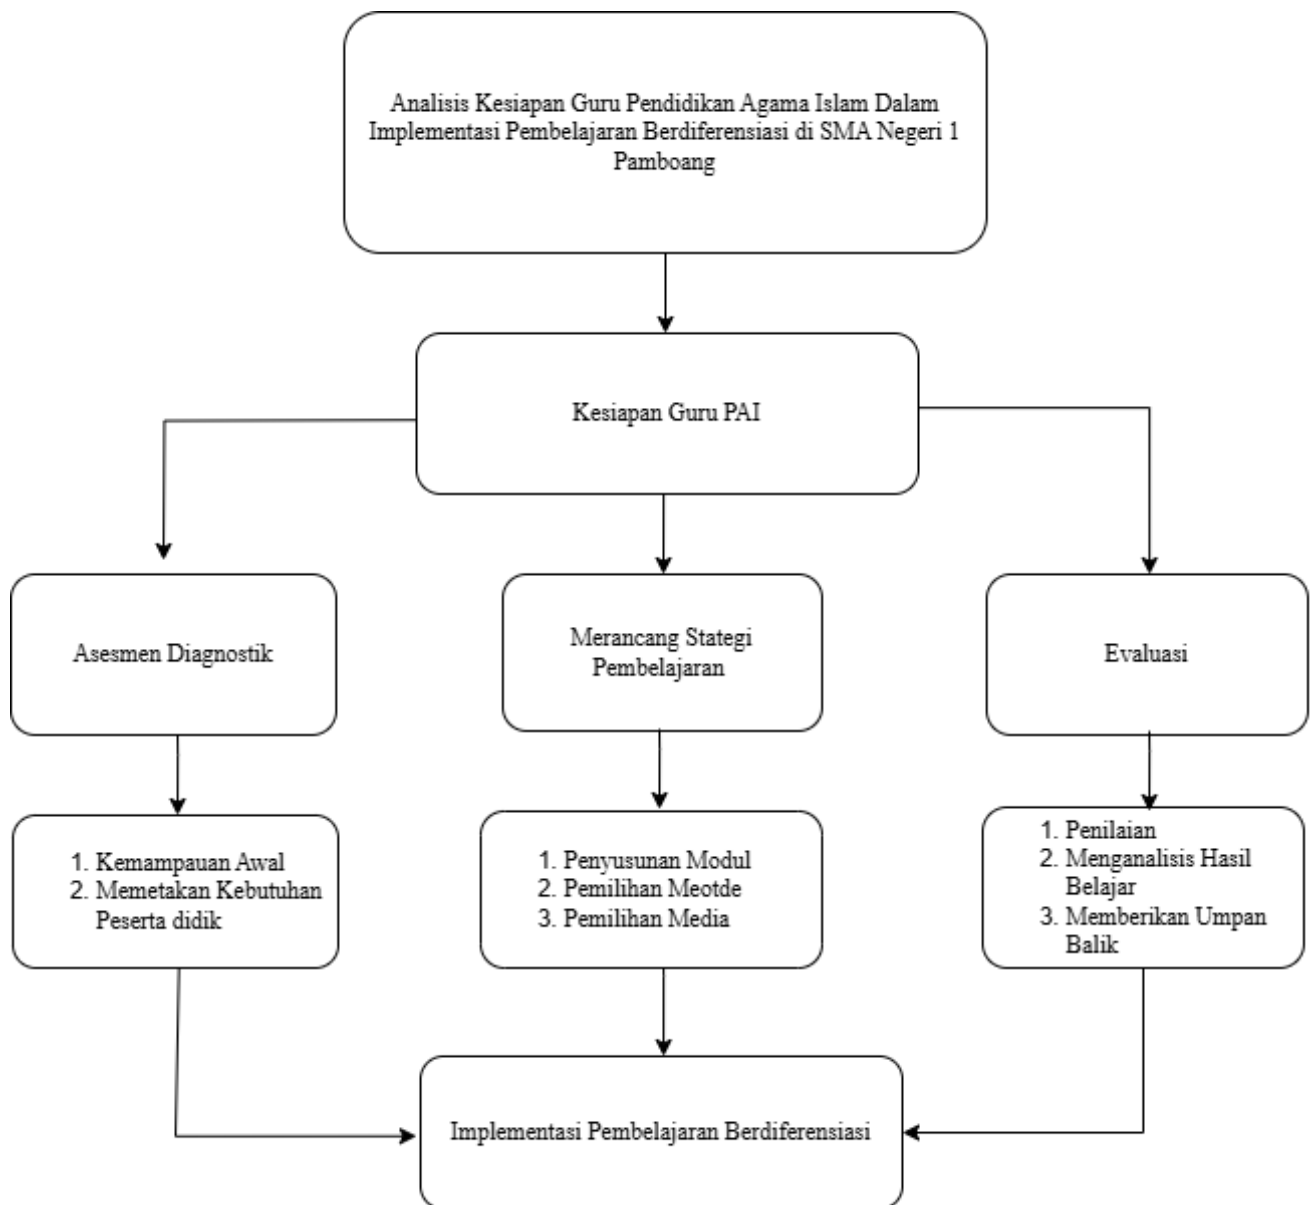 Analisis Kesiapan Guru Pendidikan Agama Islam Dalam
Implementasi Pembelajaran Berdiferensiasi di SMA Negeri 1
Pamboang
Kesiapan Guru PAI
Asesmen Diagnostik
Merancang Stategi
Pembelajaran
Evaluasi
1. Kemampauan Awal
2. Memetakan Kebutuhan
Peserta didik
1. Penyusunan Modul
2. Pemilihan Meotde
3. Pemilihan Media
1. Penilaian
2. Menganalisis Hasil
Belajar
3. Memberikan Umpan
Balik
Implementasi Pembelajaran Berdiferensiasi